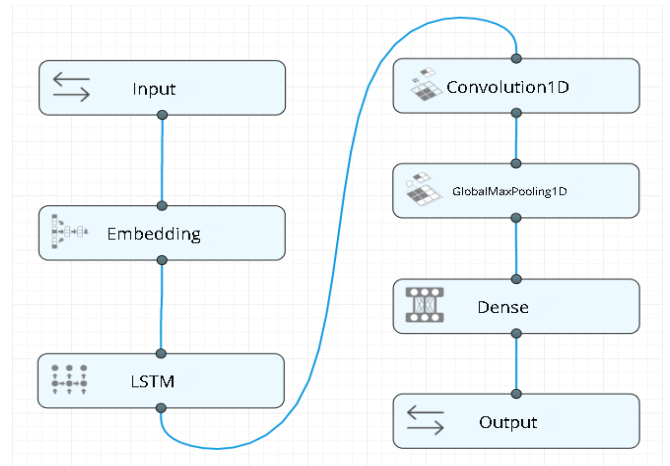 Input
Embedding
LSTM
Convolution1D
GlobalMaxPooling1D
Dense
Output